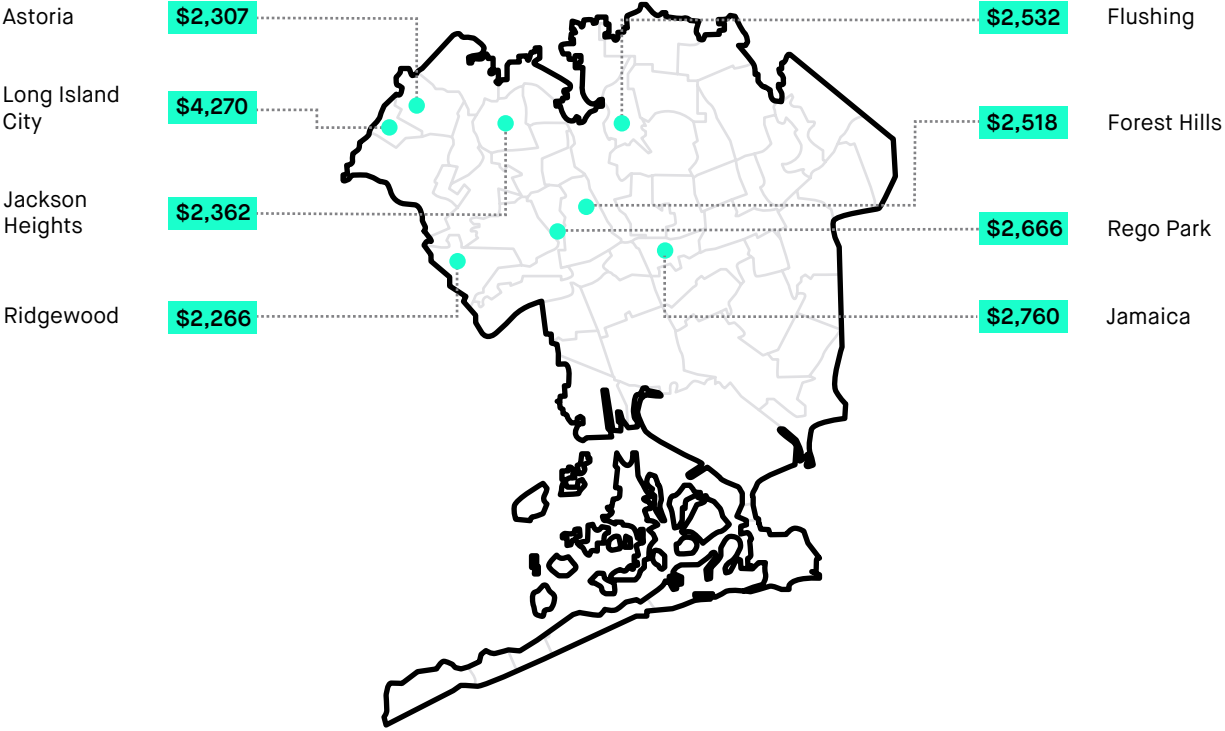 Astoria
$2,307
Long Island
City
$4,270
Jackson
Heights
$2,362
Ridgewood
$2,266
$2,532
Flushing
$2,518
Forest Hills
$2,666
Rego Park
$2,760
Jamaica